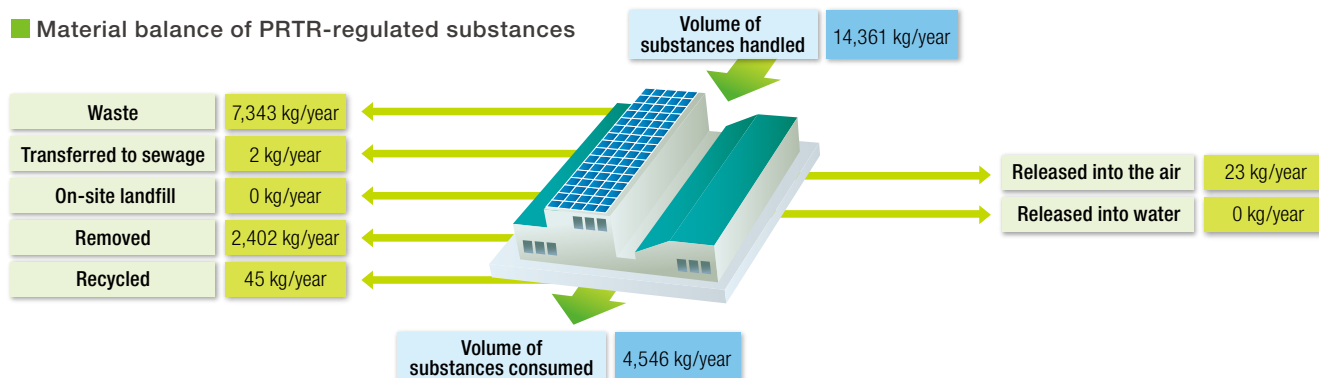 Material balance of PRTR-regulated substances
Volume of
substances handled
14,361 kg/year
Waste
7,343 kg/year
Transferred to sewage
2 kg/year
On-site landfill
0 kg/year
Removed
2,402 kg/year
Recycled
45 kg/year
Released into the air
23 kg/year
Released into water
0 kg/year
Volume of
substances consumed
4,546 kg/year